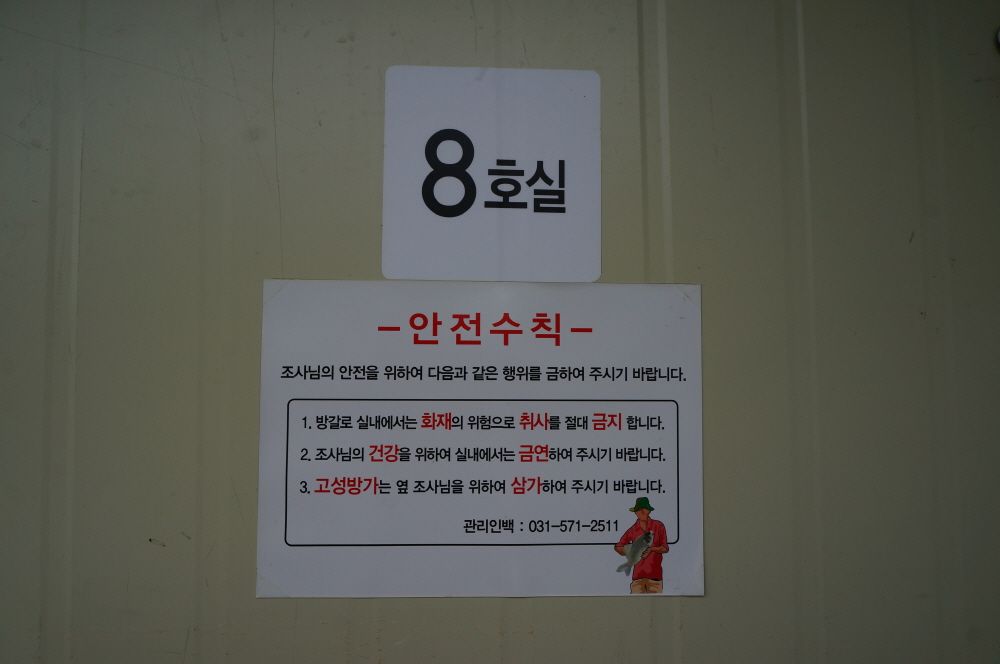 8호실
-안전수칙-
조사님의 안전을 위하여 다음과 같은 행위를 금하여 주시기 바랍니다.
1. 방갈로 실내에서는 화재의 위험으로 취사를 절대 금지 합니다.
2. 조사님의 건강을 위하여 실내에서는 금연하여 주시기 바랍니다.
3. 고성방가는 옆 조사님을 위하여 삼가하여 주시기 바랍니다.
관리인백 : 031-571-2511